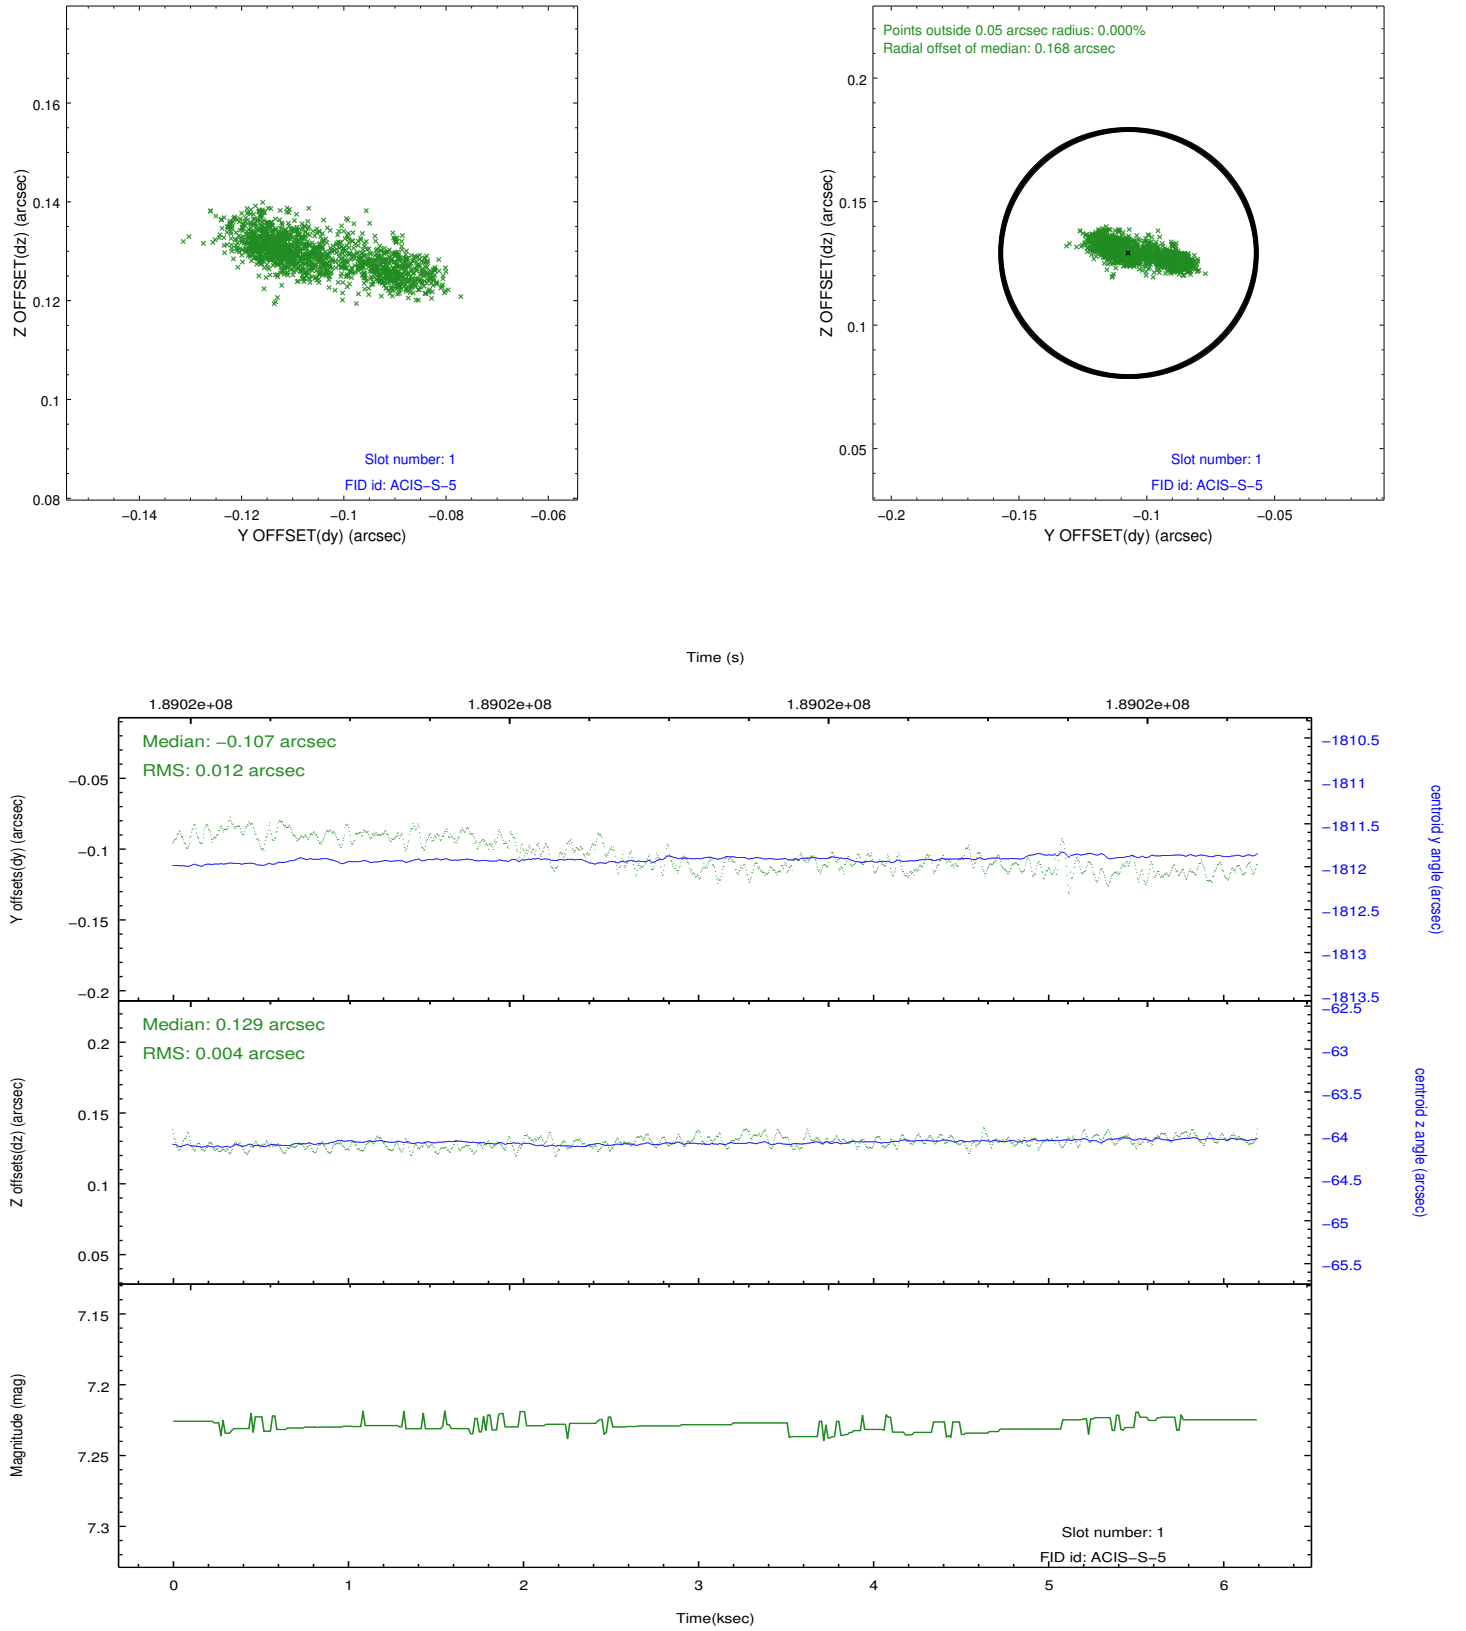 0.16
0.14
0.12
0.1
0.08
Z OFFSET(dz) (arcsec)
Slot number: 1
FID id: ACIS−S−5
−0.14
−0.12
−0.1
−0.08
−0.06
Y OFFSET(dy) (arcsec)
Points outside 0.05 arcsec radius: 0.000%
Radial offset of median: 0.168 arcsec
0.2
0.15
0.1
0.05
Z OFFSET(dz) (arcsec)
Slot number: 1
FID id: ACIS−S−5
−0.2
−0.15
−0.1
−0.05
Y OFFSET(dy) (arcsec)
Time (s)
1.8902e+08
1.8902e+08
1.8902e+08
1.8902e+08
Median: −0.107 arcsec
RMS: 0.012 arcsec
−0.05
−0.1
−0.15
−0.2
Y offsets(dy) (arcsec)
−1810.5
−1811
−1811.5
−1812
−1812.5
−1813
−1813.5
centroid y angle (arcsec)
Median: 0.129 arcsec
RMS: 0.004 arcsec
0.2
0.15
0.1
0.05
Z offsets(dz) (arcsec)
−62.5
−63
−63.5
−64
−64.5
−65
−65.5
centroid z angle (arcsec)
7.15
7.2
7.25
7.3
Magnitude (mag)
Slot number: 1
FID id: ACIS−S−5
0
1
2
3
4
5
6
Time(ksec)